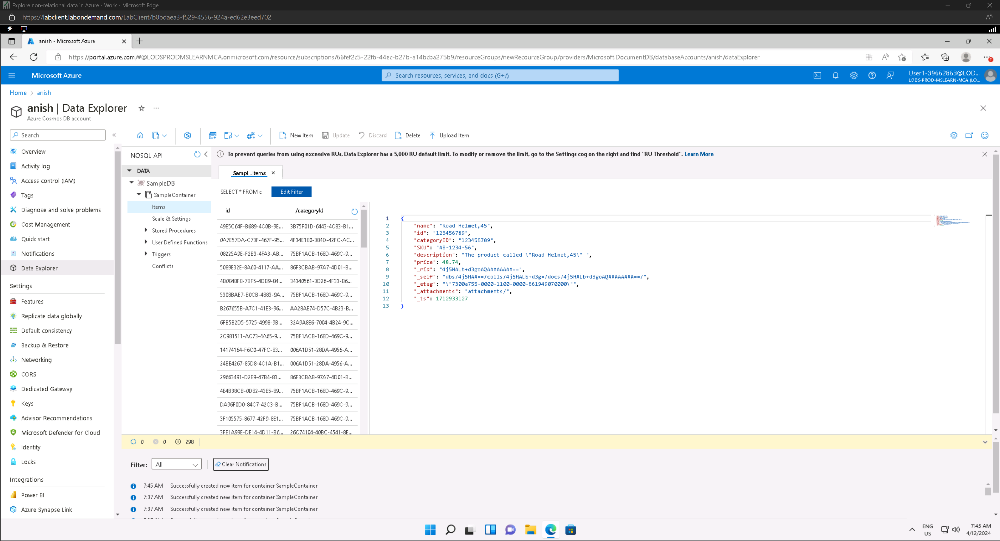 Explore non-relational data in Azure - Work - Microsoft Edge
https://labclient.labondemand.com/LabClient/b0bdaea3-f529-4556-924a-ed62e3eed702
anish - Microsoft Azure
https://portal.azure.com/#@LODSPRODMSLEARNMCA.onmicrosoft.com/resource/subscriptions/66fef2c5-22fb-44ec-b27b-a14bcba275b9/resourceGroups/newRecourceGroup/providers/Microsoft.DocumentDB/databaseAccounts/anish/dataExplorer
Microsoft Azure
Search resources, services, and docs (G+/)
User1-39662863@LOD...
LODS-PROD-MSLEARN-MCA (LO...
Home > anish
anish | Data Explorer
Azure Cosmos DB account
Search
New Item
Update
Discard
Delete
Upload Item
Overview
Activity log
Access control (IAM)
Tags
Diagnose and solve problems
Cost Management
Quick start
Notifications
Data Explorer
Settings
Features
Replicate data globally
Default consistency
Backup & Restore
Networking
CORS
Dedicated Gateway
Keys
Advisor Recommendations
Microsoft Defender for Cloud
Identity
Locks
Integrations
Power BI
Azure Synapse Link
NOSQL API
DATA
SampleDB
SampleContainer
Items
Scale & Settings
Stored Procedures
User Defined Functions
Triggers
Conflicts
To prevent queries from using excessive RUs, Data Explorer has a 5,000 RU default limit. To modify or remove the limit, go to the Settings cog on the right and find "RU Threshold". Learn More
Sampl...Items
SELECT * FROM c
Edit Filter
id /categoryId
49E5C64F-B689-4C0B-9E... 3B75F01D-6443-4C83-B1...
0A7E57DA-C73F-467F-95... 4F34E180-384D-42FC-AC...
08225A9E-F2B3-4FA3-AB... 75BF1ACB-168D-469C-9...
5089E32E-8A60-4117-AA... 86F3CBAB-97A7-4D01-B...
4B0848F8-7BF5-4DB9-84... 34340561-3D26-4F33-B6...
5308BAE7-B0CB-4883-9A... 75BF1ACB-168D-469C-9...
B267655B-A7C1-41E3-96... AA28AE74-D57C-4B23-B...
6FB5B2D5-5725-4998-9B... 32A9A8E6-7004-4B24-9C...
2C981511-AC73-4A65-9... 75BF1ACB-168D-469C-9...
14174164-F6C0-47FC-83... 006A1D51-28DA-4956-A...
24BE4267-85D8-4C1A-B1... 006A1D51-28DA-4956-A...
29663491-D2E9-47B4-83... 86F3CBAB-97A7-4D01-B...
4E4B38CB-0D82-43E5-89... 75BF1ACB-168D-469C-9...
DA96F0D0-84C7-42C3-B... 75BF1ACB-168D-469C-9...
3F105575-8677-42F9-8E1... 75BF1ACB-168D-469C-9...
3FE1A99E-DE14-4D11-B6... 26C74104-40BC-4541-8E...
1 {
2 "name": "Road Helmet,45",
3 "id": "123456789",
4 "categoryID": "123456789",
5 "SKU": "AB-1234-56",
6 "description": "The product called \"Road Helmet,45\" ",
7 "price": 48.74,
8 "_rid": "4j5MALb+d3goAQAAAAAAAA==",
9 "_self": "dbs/4j5MAA==/colls/4j5MALb+d3g=/docs/4j5MALb+d3goAQAAAAAAAA==/",
10 "_etag": "\"7300a755-0000-1100-0000-661949070000\"",
11 "_attachments": "attachments/",
12 "_ts": 1712933127
13 }
0 0 298
Filter: All
Clear Notifications
7:45 AM Successfully created new item for container SampleContainer
7:37 AM Successfully created new item for container SampleContainer
7:37 AM Successfully created new item for container SampleContainer
ENG
US
7:45 AM
4/12/2024